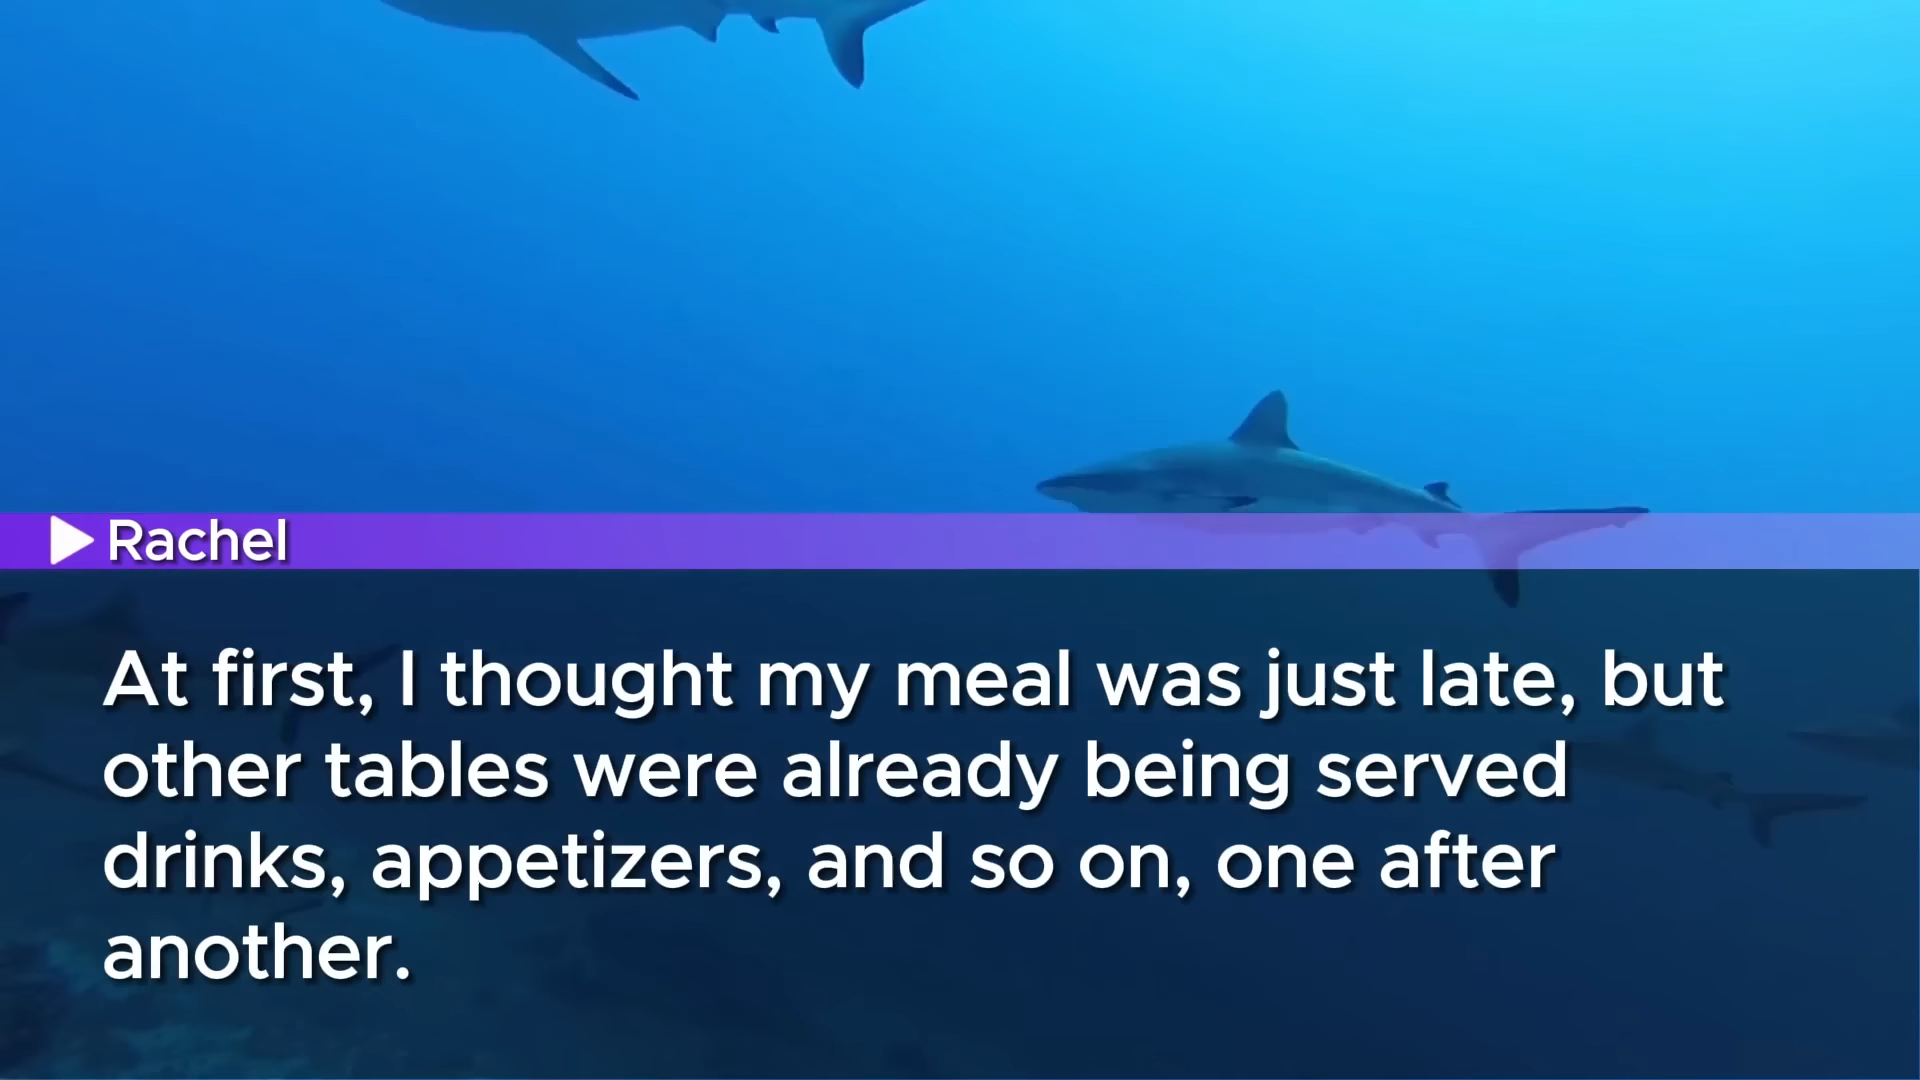 Rachel
At first, I thought my meal was just late, but
other tables were already being served
drinks, appetizers, and so on, one after
another.